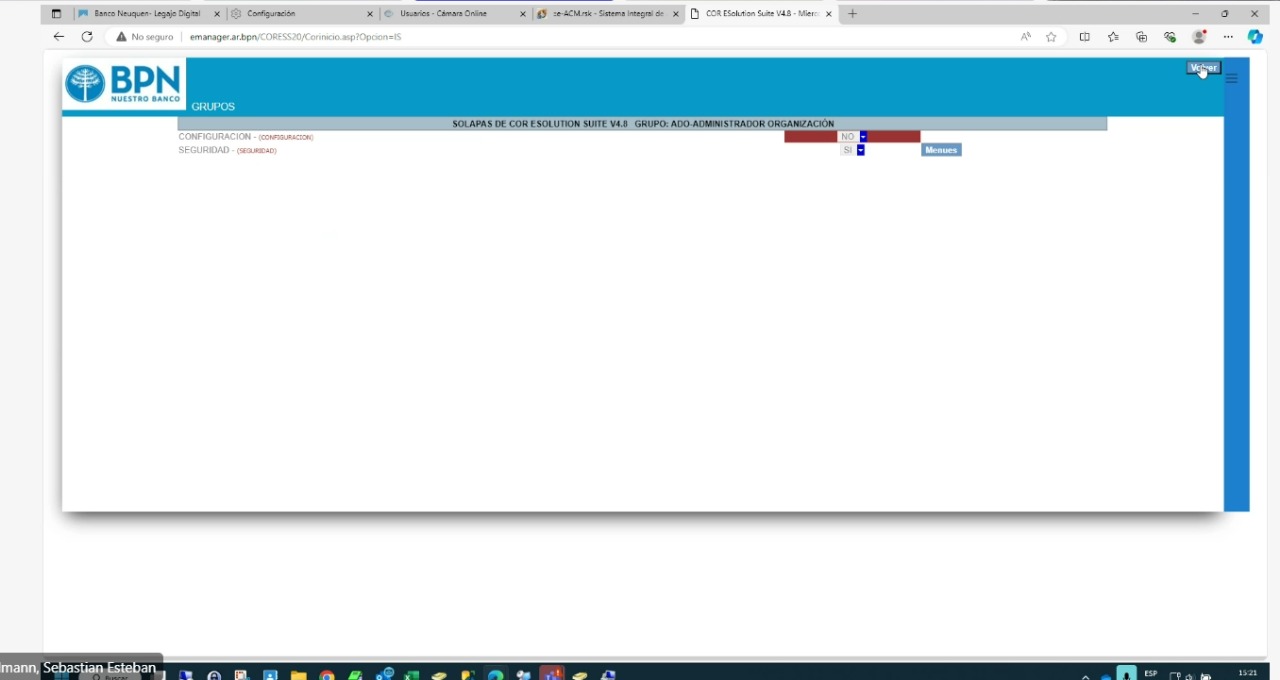 Banco Neuquen- Legajo Digital
Configuración
Usuarios - Cámara Online
ce-ACM.rsk - Sistema Integral de
COR ESolution Suite V4.8 - Micro
No seguro
emanager.ar.bpn/CORESS20/Corinicio.asp?Opcion=IS
BPN
NUESTRO BANCO
GRUPOS
Volver
SOLAPAS DE COR ESOLUTION SUITE V4.8 GRUPO: ADO-ADMINISTRADOR ORGANIZACIÓN
CONFIGURACION - (CONFIGURACION)
NO
SEGURIDAD - (SEGURIDAD)
SI
Menues
lmann, Sebastian Esteban
Buscar
ESP
15:21